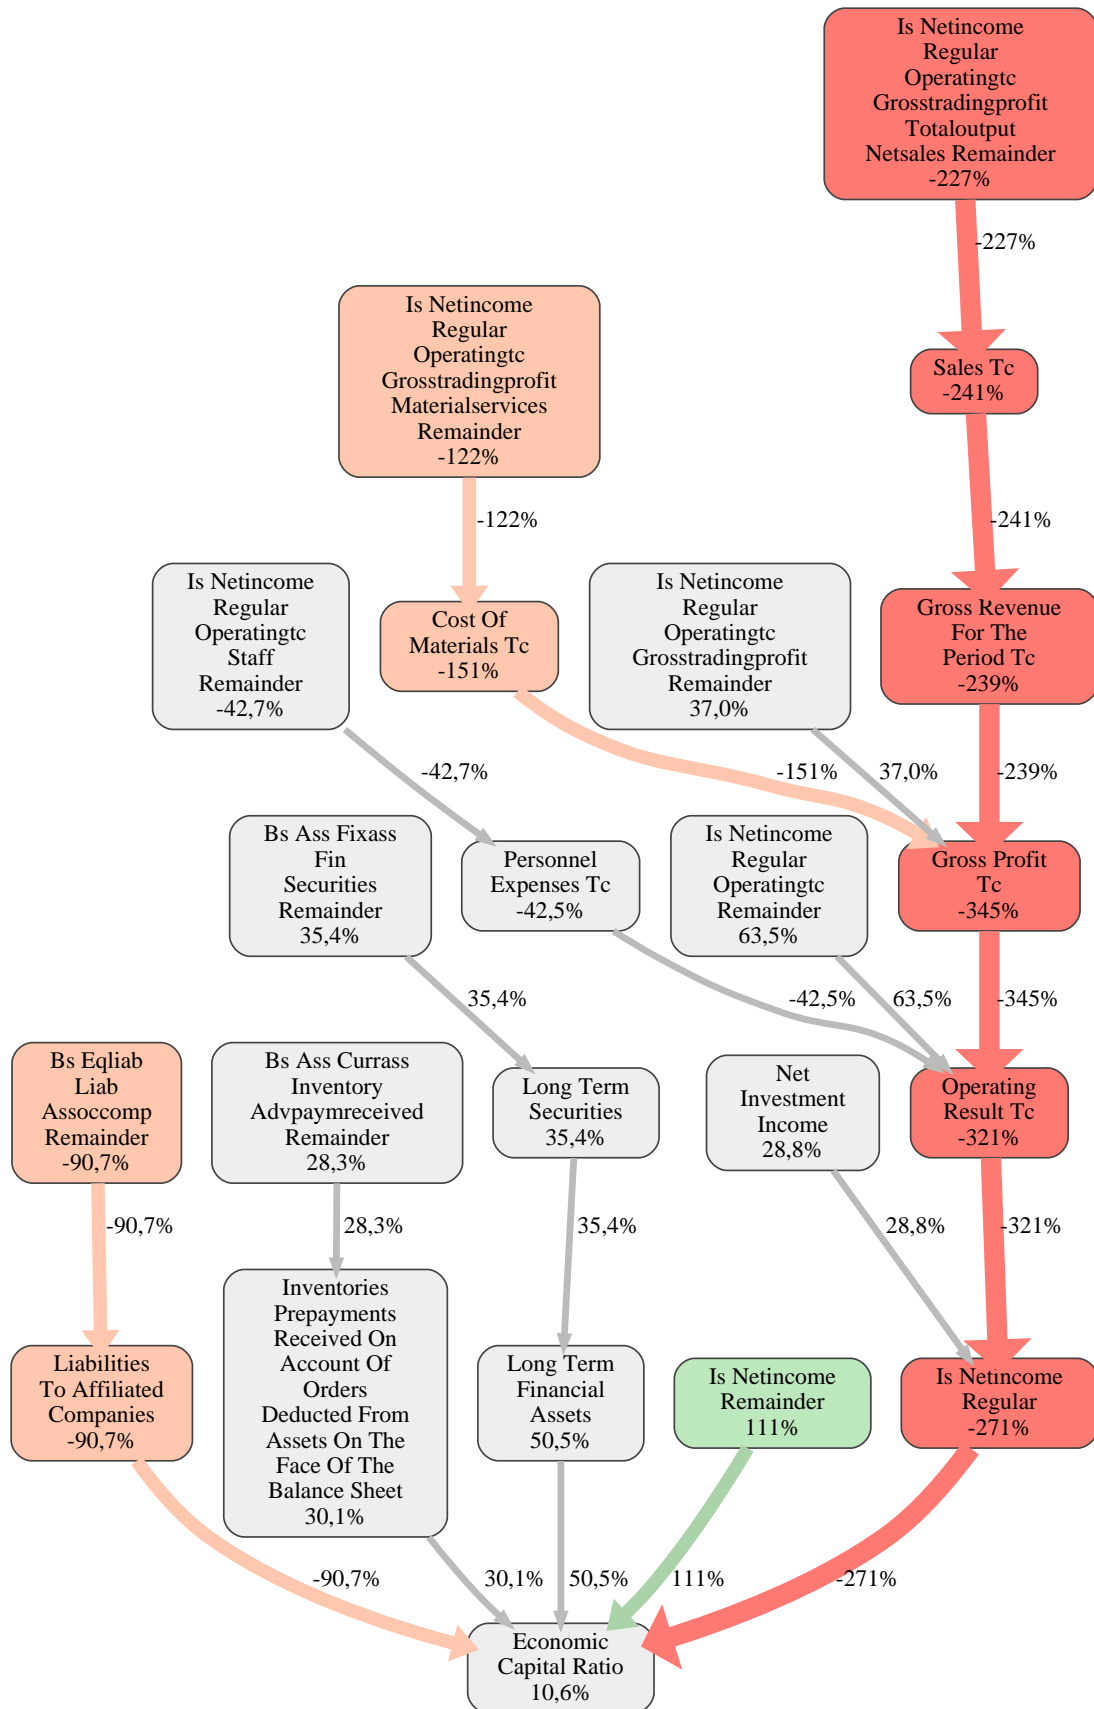 Is Netincome
Regular
Operatingtc
Grosstradingprofit
Totaloutput
Netsales Remainder
-227%
-227%
Is Netincome
Regular
Operatingtc
Grosstradingprofit
Materialservices
Remainder
-122%
Sales Tc
-241%
-122%
-241%
Is Netincome
Regular
Operatingtc
Staff
Remainder
-42,7%
Cost Of
Materials Tc
-151%
Is Netincome
Regular
Operatingtc
Grosstradingprofit
Remainder
37,0%
Gross Revenue
For The
Period Tc
-239%
-42,7%
-151%
37,0%
-239%
Bs Ass Fixass
Fin
Securities
Remainder
35,4%
Personnel
Expenses Tc
-42,5%
Is Netincome
Regular
Operatingtc
Remainder
63,5%
Gross Profit
Tc
-345%
35,4%
-42,5%
63,5%
-345%
Bs Eqliab
Liab
Assoccomp
Remainder
-90,7%
Bs Ass Currass
Inventory
Advpaymreceived
Remainder
28,3%
Long Term
Securities
35,4%
Net
Investment
Income
28,8%
Operating
Result Tc
-321%
-90,7%
28,3%
35,4%
28,8%
-321%
Liabilities
To Affiliated
Companies
-90,7%
Inventories
Prepayments
Received On
Account Of
Orders
Deducted From
Assets On The
Face Of The
Balance Sheet
30,1%
Long Term
Financial
Assets
50,5%
Is Netincome
Remainder
111%
Is Netincome
Regular
-271%
-90,7%
30,1%
50,5%
111%
-271%
Economic
Capital Ratio
10,6%